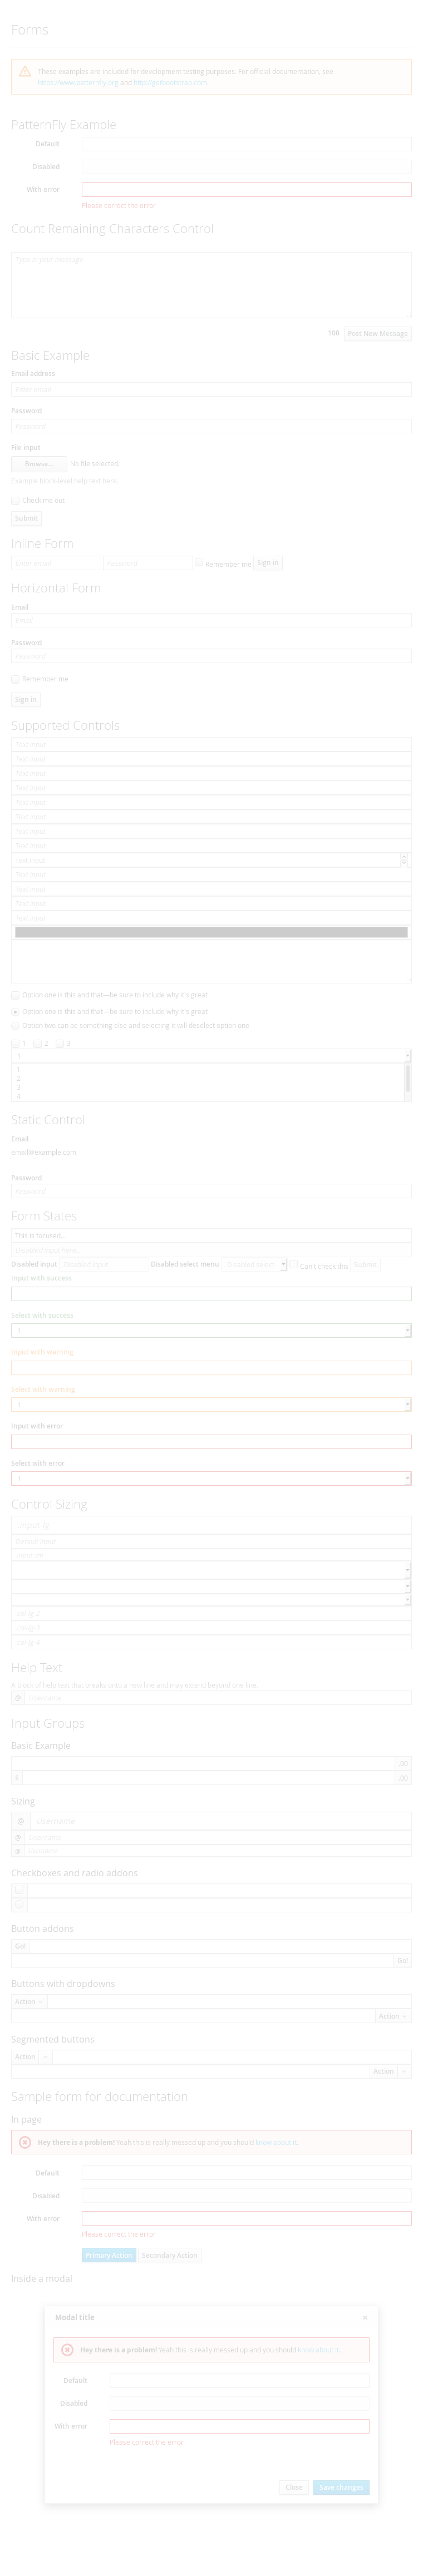 Forms
These examples are included for development testing purposes. For official documentation, see
https://www.patternfly.org and http://getbootstrap.com.
PatternFly Example
Default
Disabled
With error
Please correct the error
Count Remaining Characters Control
Type in your message
100 Post New Message
Basic Example
Email address
Enter email
Password
Password
File input
Browse... No file selected.
Example block-level help text here.
Check me out
Submit
Inline Form
Enter email Password Remember me Sign in
Horizontal Form
Email
Email
Password
Password
Remember me
Sign in
Supported Controls
Text input
Text input
Text input
Text input
Text input
Text input
Text input
Text input
Text input
Text input
Text input
Text input
Text input
Option one is this and that—be sure to include why it's great
Option one is this and that—be sure to include why it's great
Option two can be something else and selecting it will deselect option one
1 2 3
1
2
3
4
Static Control
Email
email@example.com
Password
Password
Form States
This is focused...
Disabled input here...
Disabled input Disabled input Disabled select menu Disabled select Can't check this Submit
Input with success
Select with success
1
Input with warning
Select with warning
1
Input with error
Select with error
1
Control Sizing
.input-lg
Default input
.input-sm
.col-lg-2
.col-lg-3
.col-lg-4
Help Text
A block of help text that breaks onto a new line and may extend beyond one line.
@ Username
Input Groups
Basic Example
.00
$ .00
Sizing
@ Username
@ Username
@ Username
Checkboxes and radio addons
Button addons
Go!
Go!
Buttons with dropdowns
Action
Action
Segmented buttons
Action
Action
Sample form for documentation
In page
Hey there is a problem! Yeah this is really messed up and you should know about it.
Default
Disabled
With error
Please correct the error
Primary Action Secondary Action
Inside a modal
Modal title ×
Hey there is a problem! Yeah this is really messed up and you should know about it.
Default
Disabled
With error
Please correct the error
Close Save changes